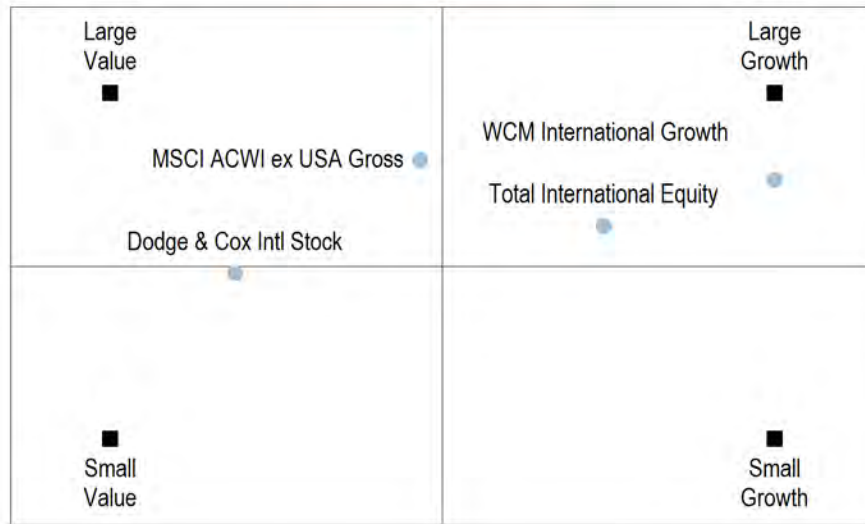 Large
Value
Large
Growth
WCM International Growth
MSCI ACWI ex USA Gross
Total International Equity
Dodge & Cox Intl Stock
Small
Value
Small
Growth